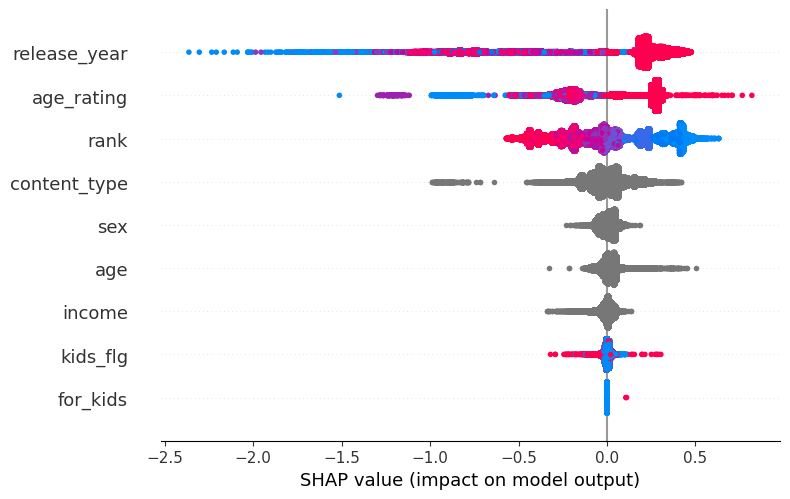 release_year
age_rating
rank
content_type
sex
age
income
kids_flg
for_kids
−2.5 −2.0 −1.5 −1.0 −0.5 0.0 0.5
SHAP value (impact on model output)